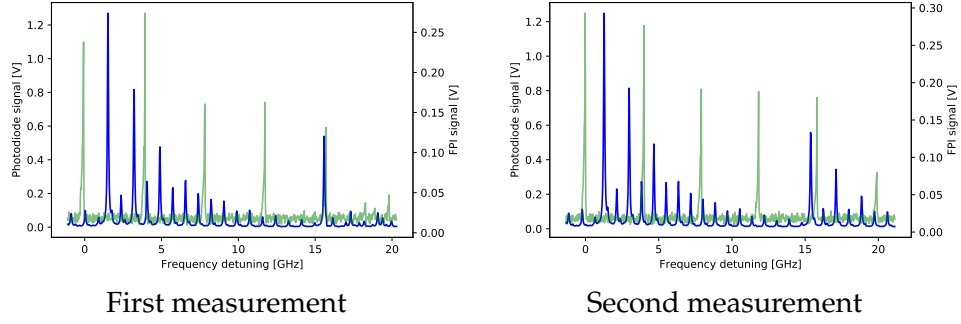 1.2
1.0
0.8
0.6
0.4
0.2
0.0
Photodiode signal [V]
0.25
0.20
0.15
0.10
0.05
0.00
FPI signal [V]
0 5 10 15 20
Frequency detuning [GHz]
First measurement
1.2
1.0
0.8
0.6
0.4
0.2
0.0
Photodiode signal [V]
0.30
0.25
0.20
0.15
0.10
0.05
0.00
FPI signal [V]
0 5 10 15 20
Frequency detuning [GHz]
Second measurement